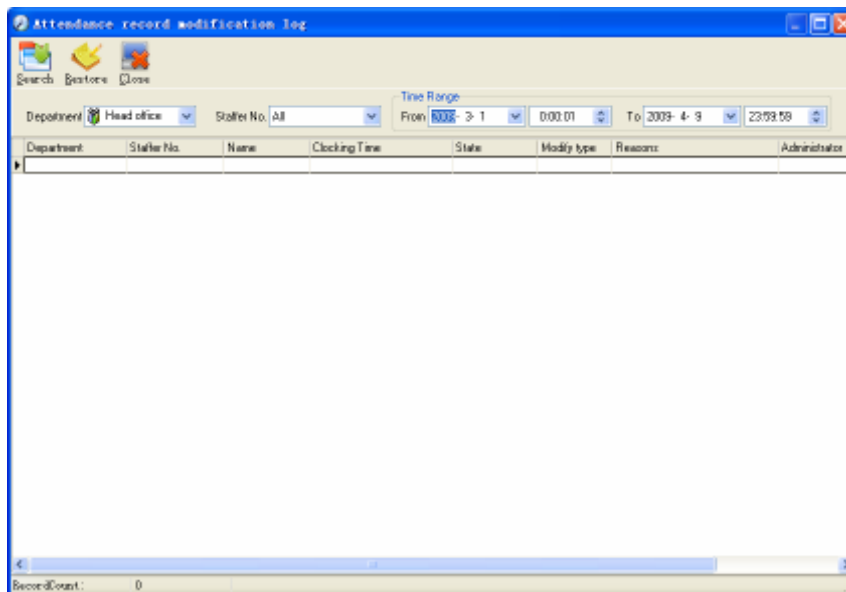 Attendance record modification log
Search Restore Close
Time Range
Department Head office Staffer No. All From 2009- 3- 1 0:00:01 To 2009- 4- 9 23:59:59
Department Staffer No. Name Clocking Time State Modify type Reasons: Administrator
RecordCount: 0